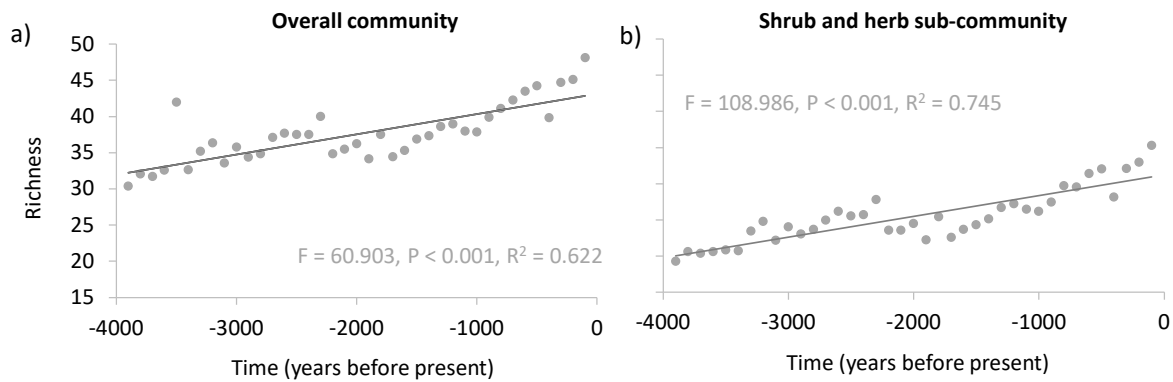 Overall community
Shrub and herb sub-community
a)
b)
50
45
40
35
30
25
20
15
Richness
F = 60.903, P < 0.001, R² = 0.622
F = 108.986, P < 0.001, R² = 0.745
-4000 -3000 -2000 -1000 0
-4000 -3000 -2000 -1000 0
Time (years before present)
Time (years before present)